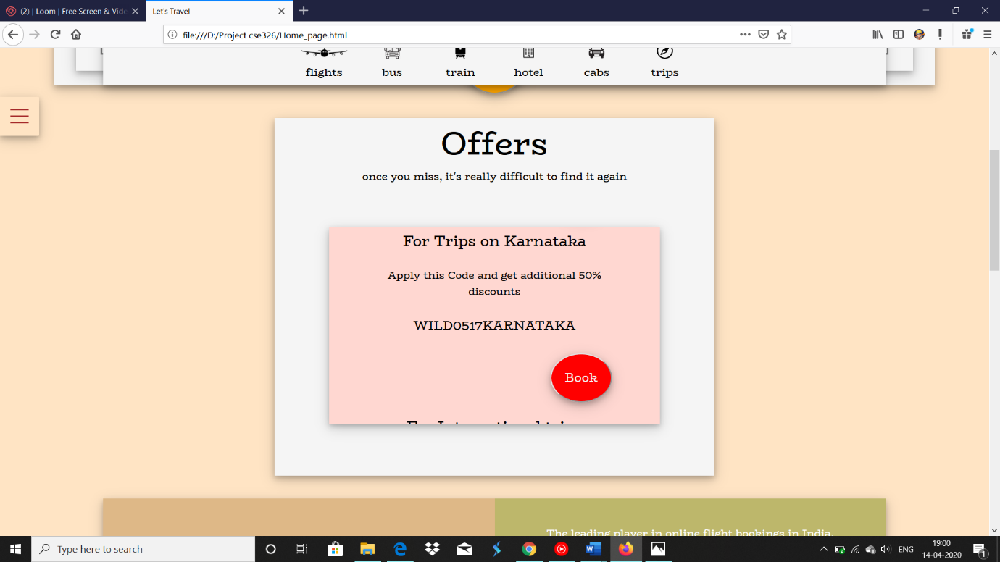 (2) | Loom | Free Screen & Vide
Let's Travel
file:///D:/Project cse326/Home_page.html
flights bus train hotel cabs trips
Offers
once you miss, it's really difficult to find it again
For Trips on Karnataka
Apply this Code and get additional 50%
discounts
WILD0517KARNATAKA
Book
The leading player in online flight bookings in India,
Type here to search
ENG
19:00
14-04-2020
1